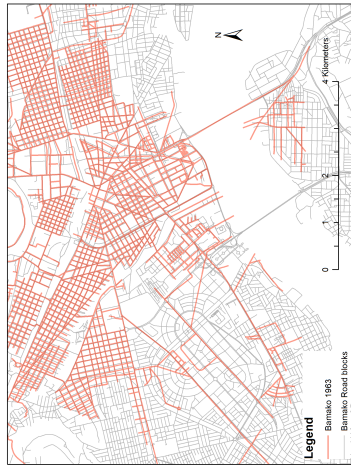 N
0 1 2 4 Kilometers
Legend
Bamako 1963
Bamako Road blocks